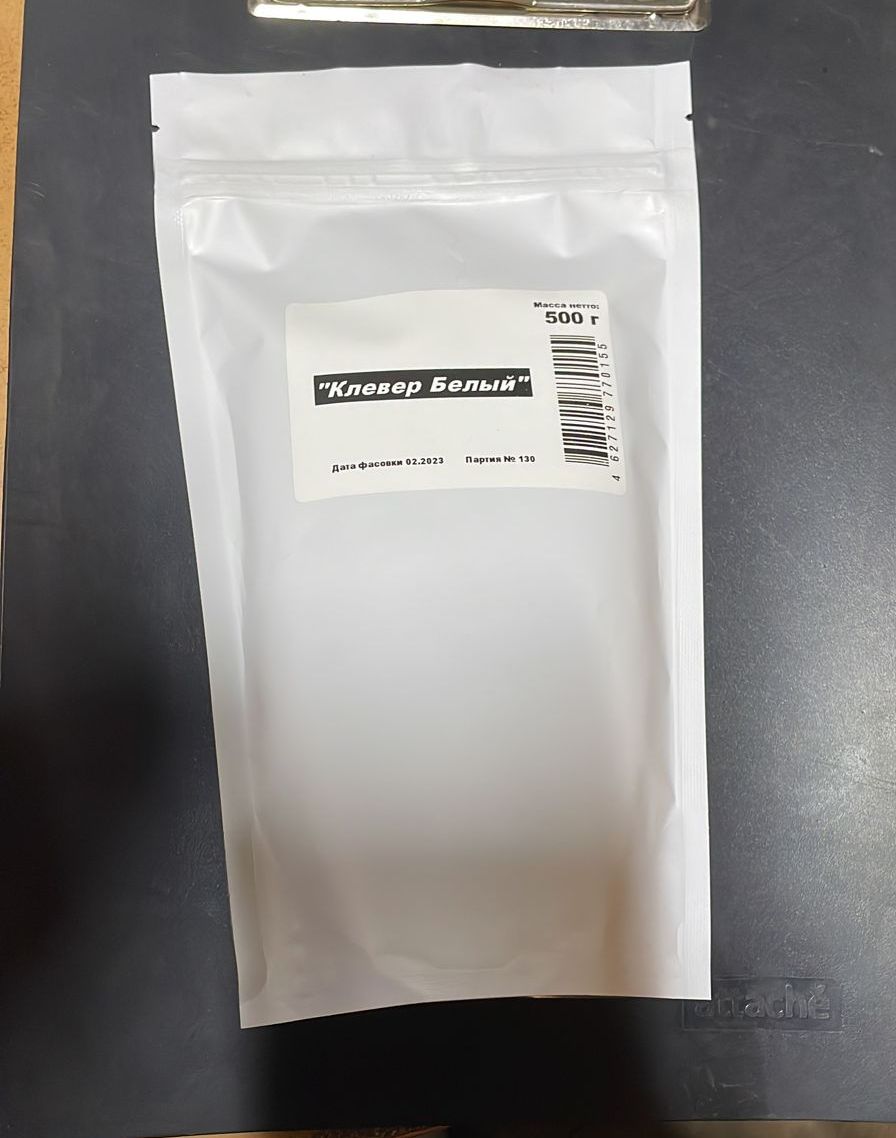 Масса нетто:
500 г
"Клевер Белый"
4 627129 770155
Дата фасовки 02.2023 Партия № 130
attaché